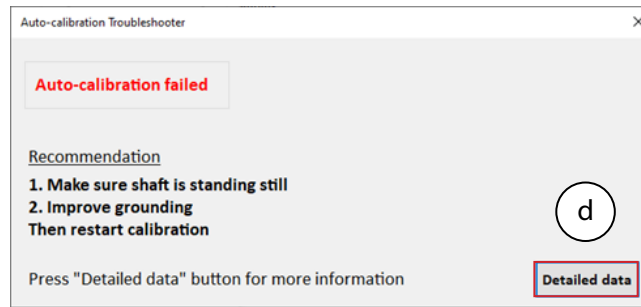 Auto-calibration Troubleshooter
Auto-calibration failed
Recommendation
1. Make sure shaft is standing still
2. Improve grounding
Then restart calibration
d
Press "Detailed data" button for more information
Detailed data